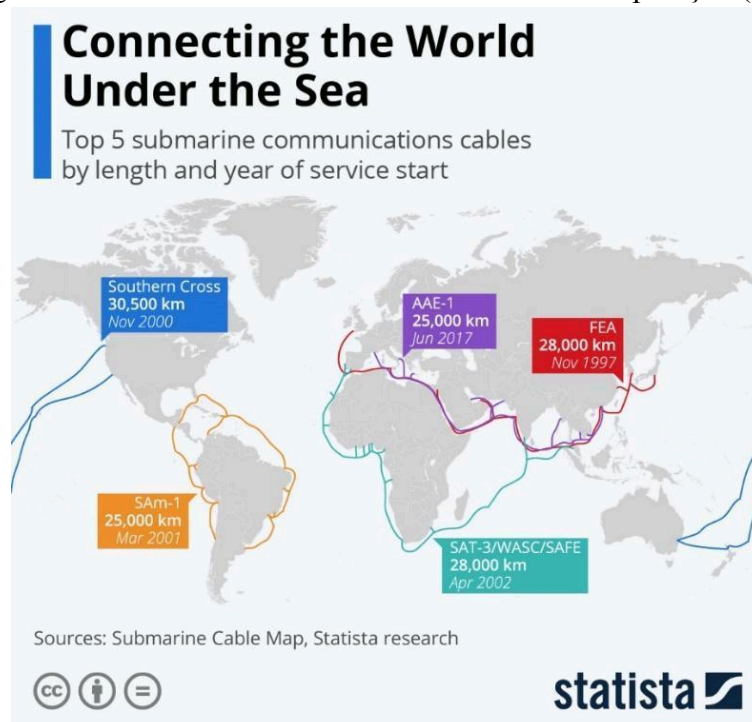 Connecting the World
Under the Sea
Top 5 submarine communications cables
by length and year of service start
Southern Cross
30,500 km
Nov 2000
AAE-1
25,000 km
Jun 2017
FEA
28,000 km
Nov 1997
SAm-1
25,000 km
Mar 2001
SAT-3/WASC/SAFE
28,000 km
Apr 2002
Sources: Submarine Cable Map, Statista research
cc
statista